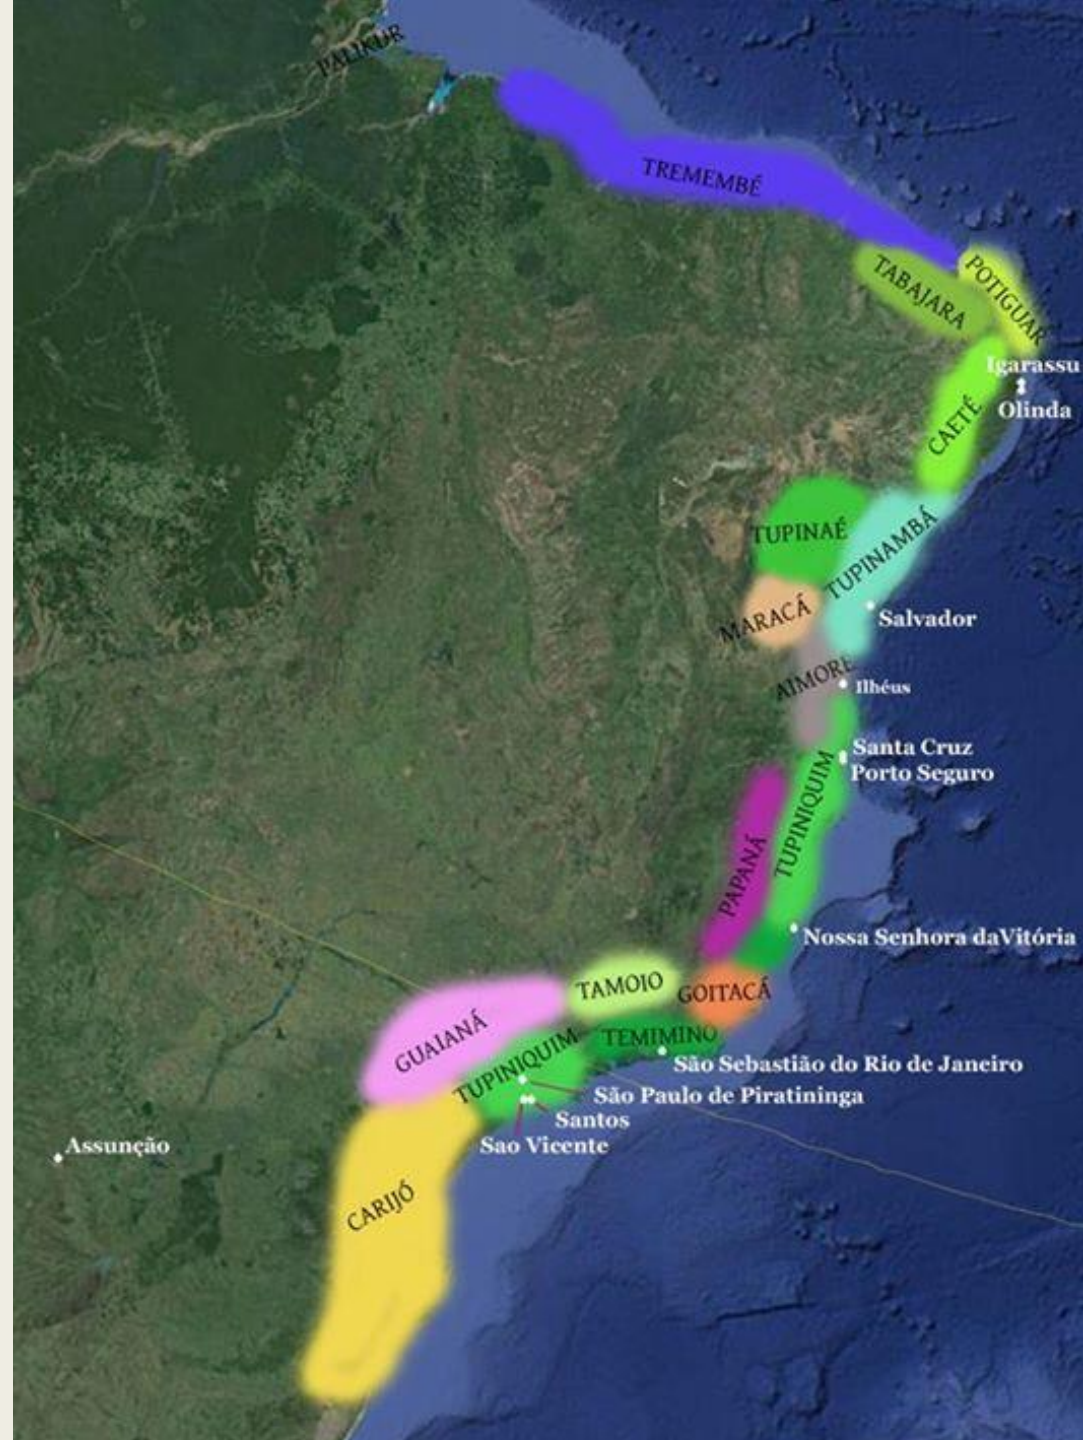 PALIKUR
TREMEMBÉ
TABAJARA
POTIGUAR
Igarassu
Olinda
CAETÉ
TUPINAÉ
TUPINAMBÁ
MARACÁ
Salvador
AIMORÉ
Ilhéus
Santa Cruz
Porto Seguro
TUPINIQUIM
PAPANÁ
Nossa Senhora daVitória
TAMOIO
GOITACÁ
GUAIANÁ
TUPINIQUIM
TEMIMINÓ
São Sebastião do Rio de Janeiro
São Paulo de Piratininga
Santos
Sao Vicente
Assunção
CARIJÓ